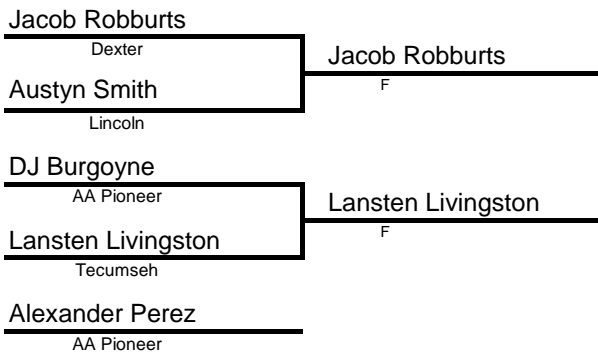 Jacob Robburts
Dexter
Jacob Robburts
F
Austyn Smith
Lincoln
DJ Burgoyne
AA Pioneer
Lansten Livingston
F
Lansten Livingston
Tecumseh
Alexander Perez
AA Pioneer